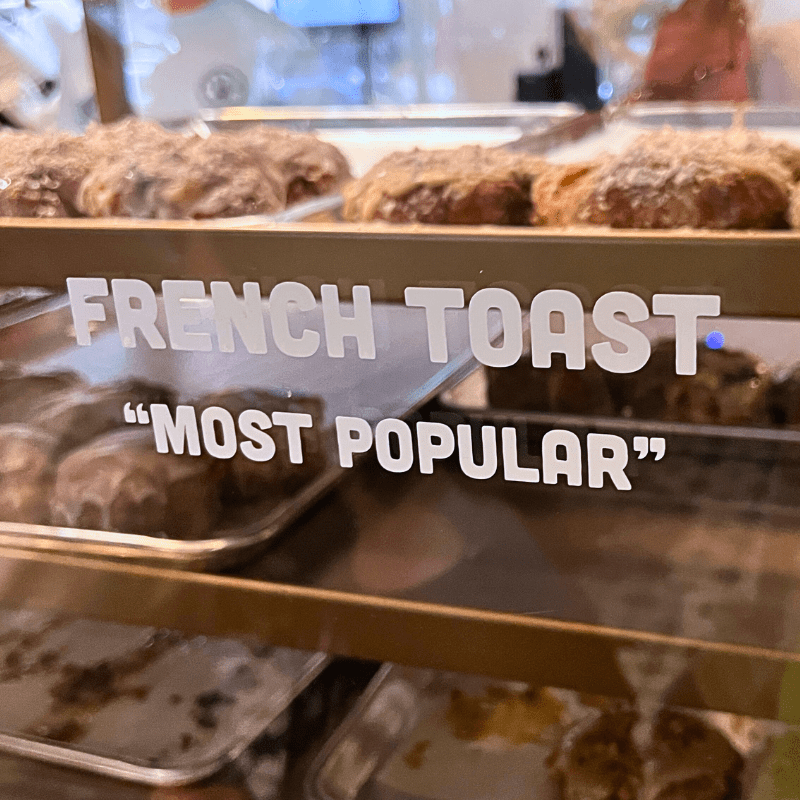 FRENCH TOAST
“MOST POPULAR”